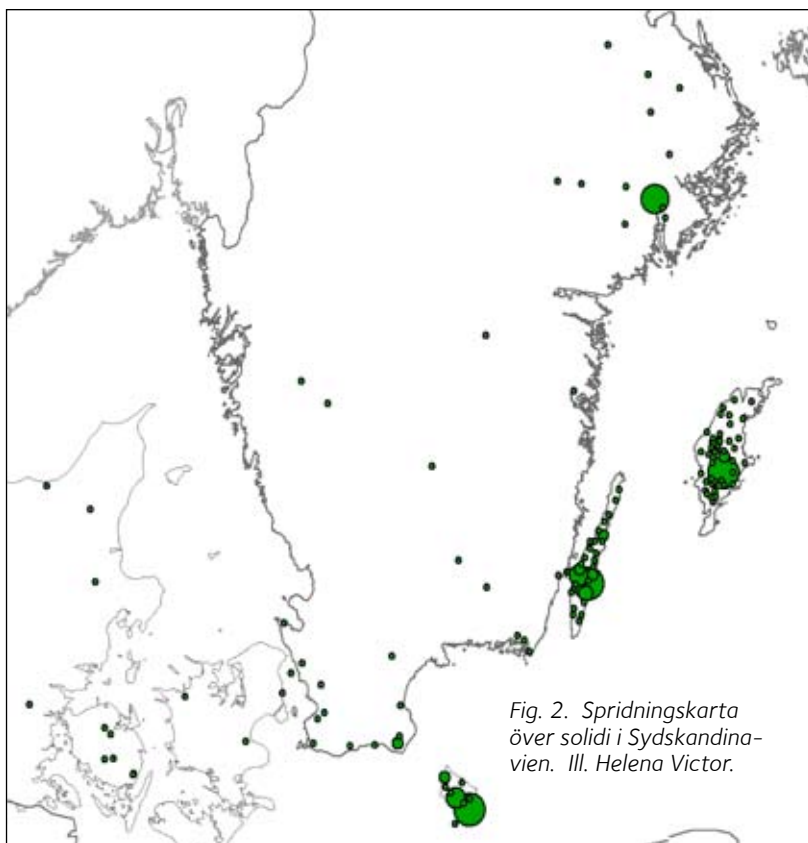 Fig. 2.  Spridningskarta
över solidi i Sydskandina-
vien.  Ill. Helena Victor.